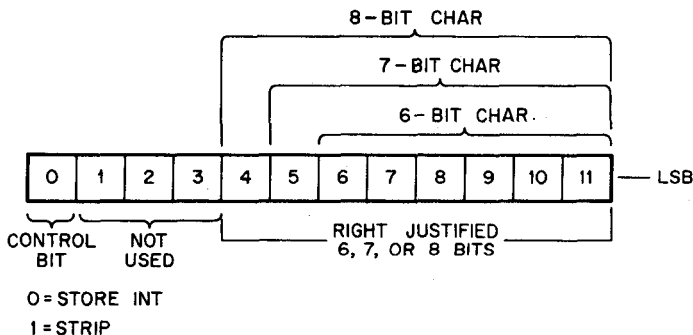 8-BIT CHAR
7-BIT CHAR
6-BIT CHAR.
0 1 2 3 4 5 6 7 8 9 10 11 LSB
CONTROL BIT
NOT USED
RIGHT JUSTIFIED
6, 7, OR 8 BITS
0 = STORE INT
1 = STRIP